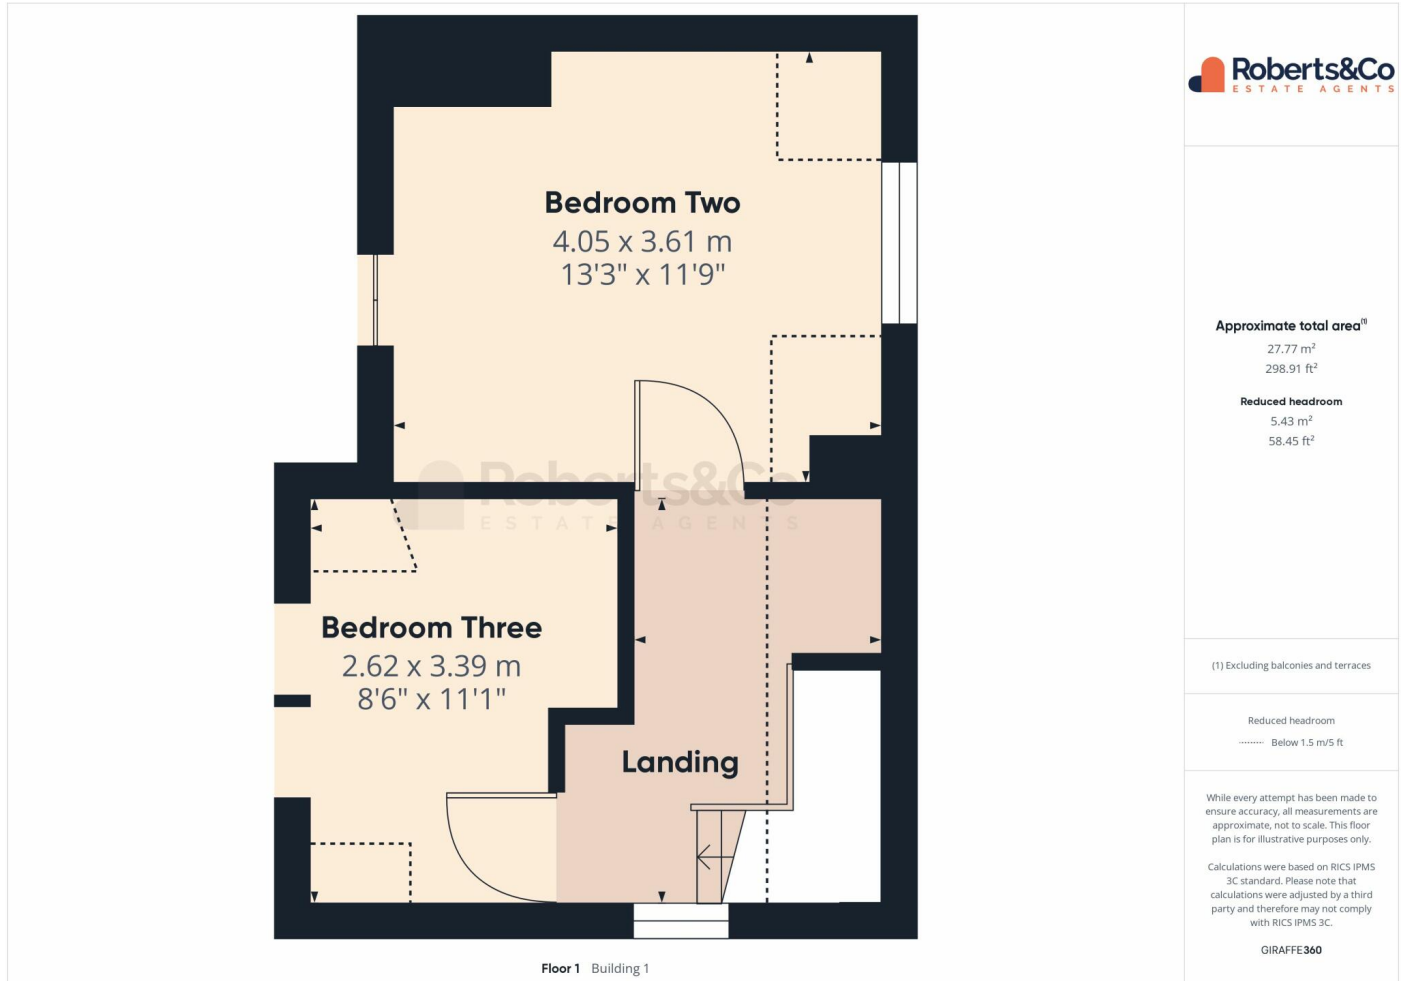 Bedroom Two
4.05 x 3.61 m
13'3" x 11'9"
Roberts&Co
ESTATE AGENTS
Bedroom Three
2.62 x 3.39 m
8'6" x 11'1"
Landing
Floor 1 Building 1
Roberts&Co
ESTATE AGENTS
Approximate total area(1)
27.77 m²
298.91 ft²
Reduced headroom
5.43 m²
58.45 ft²
(1) Excluding balconies and terraces
Reduced headroom
Below 1.5 m/5 ft
While every attempt has been made to
ensure accuracy, all measurements are
approximate, not to scale. This floor
plan is for illustrative purposes only.
Calculations were based on RICS IPMS
3C standard. Please note that
calculations were adjusted by a third
party and therefore may not comply
with RICS IPMS 3C.
GIRAFFE360